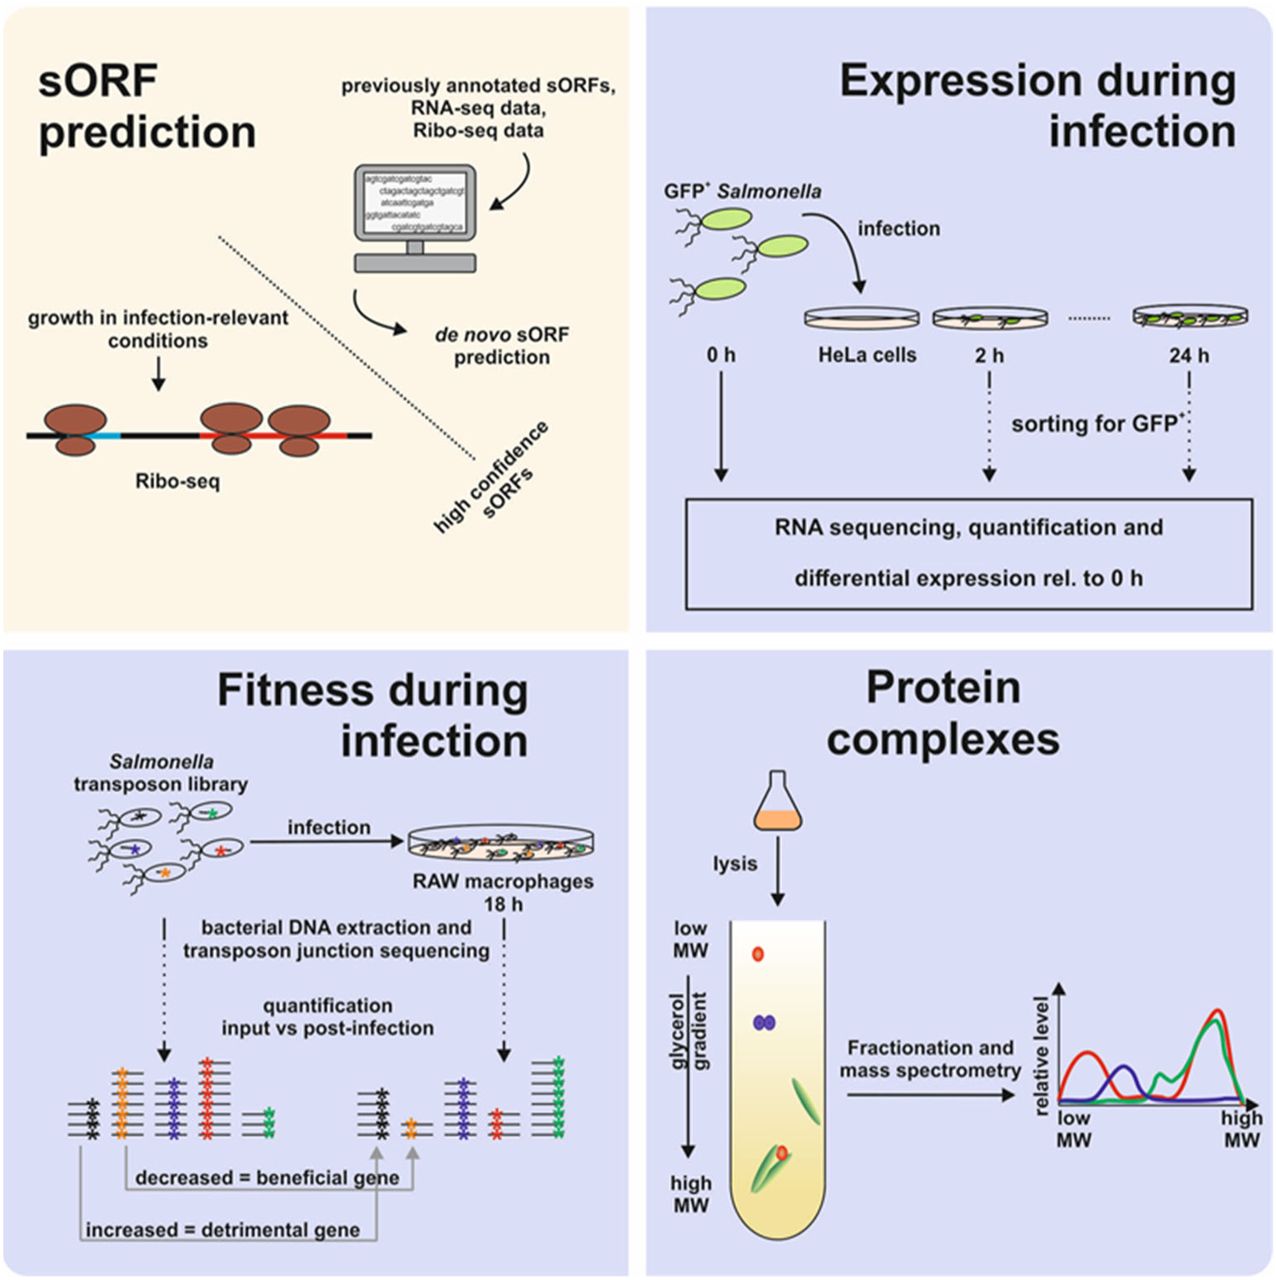 sORF
prediction
previously annotated sORFs,
RNA-seq data,
Ribo-seq data
agtcgatcgatcgtac
ctagactagctagctgatcgt
atcaattcgatga
ggtgattacatatc
cgatcgtgatcgtagca
growth in infection-relevant
conditions
de novo sORF
prediction
Ribo-seq
high confidence
sORFs
Expression during
infection
GFP⁺ Salmonella
infection
0 h
HeLa cells
2 h
24 h
sorting for GFP⁺
RNA sequencing, quantification and
differential expression rel. to 0 h
Fitness during
infection
Salmonella
transposon library
infection
RAW macrophages
18 h
bacterial DNA extraction and
transposon junction sequencing
quantification
input vs post-infection
decreased = beneficial gene
increased = detrimental gene
Protein
complexes
lysis
low
MW
glycerol
gradient
high
MW
Fractionation and
mass spectrometry
relative level
low
MW
high
MW